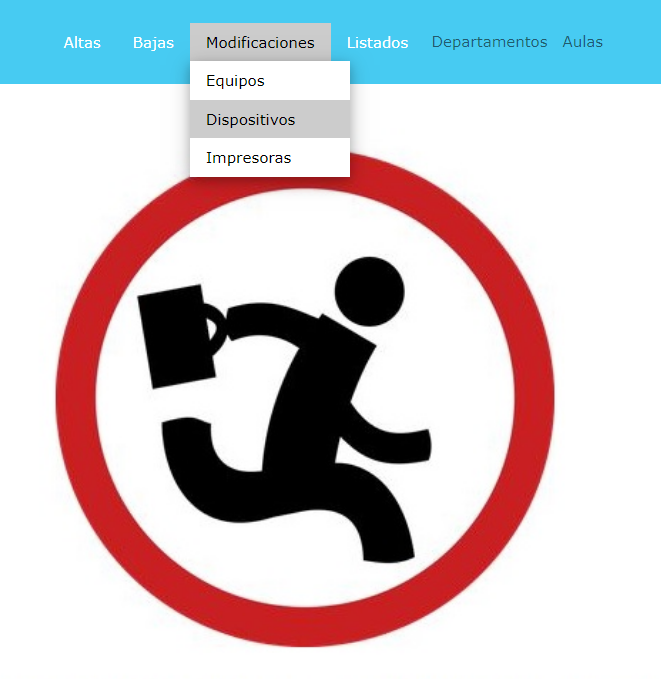 Altas Bajas Modificaciones Listados Departamentos Aulas
Equipos
Dispositivos
Impresoras